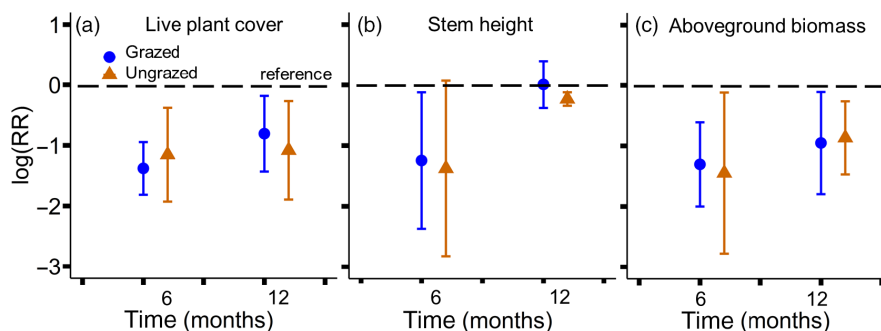 (a) Live plant cover
Grazed
Ungrazed
reference
(b) Stem height
(c) Aboveground biomass
log(RR)
1
0
−1
−2
−3
6 12
Time (months)
6 12
Time (months)
6 12
Time (months)